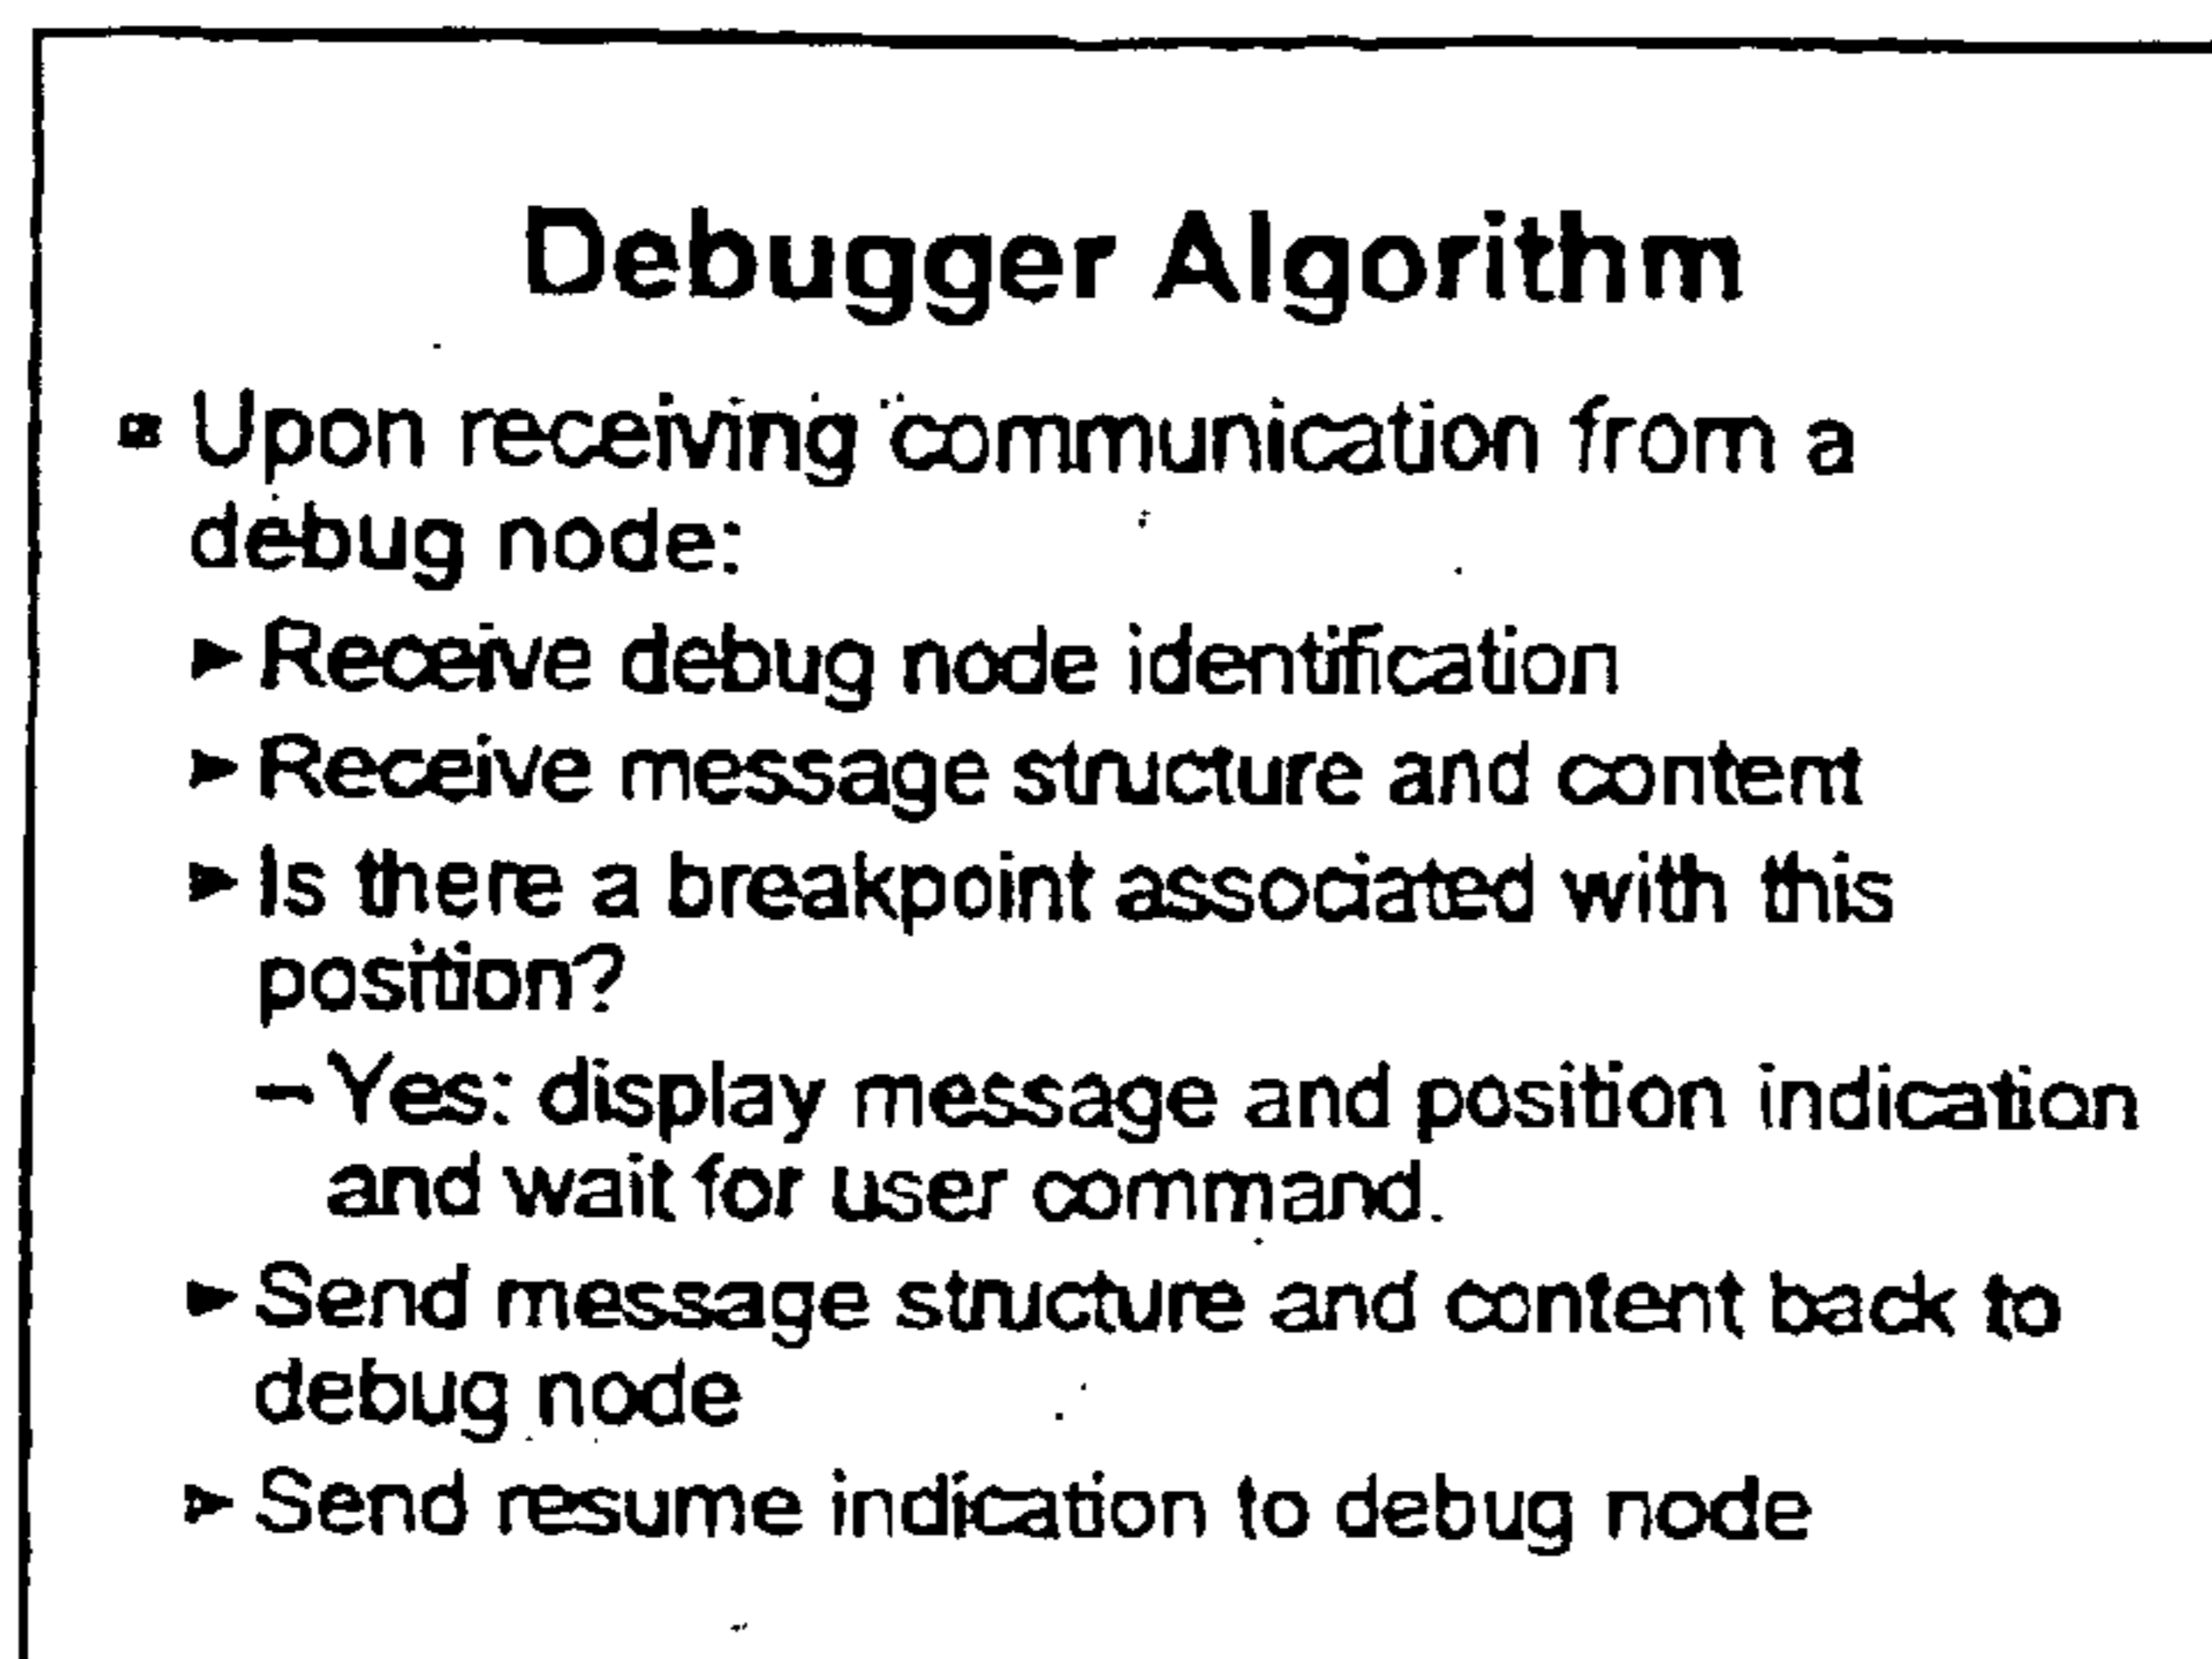 Debugger Algorithm
Upon receiving communication from a
debug node:
► Receive debug node identification
► Receive message structure and content
► Is there a breakpoint associated with this
position?
– Yes: display message and position indication
and wait for user command.
► Send message structure and content back to
debug node
► Send resume indication to debug node